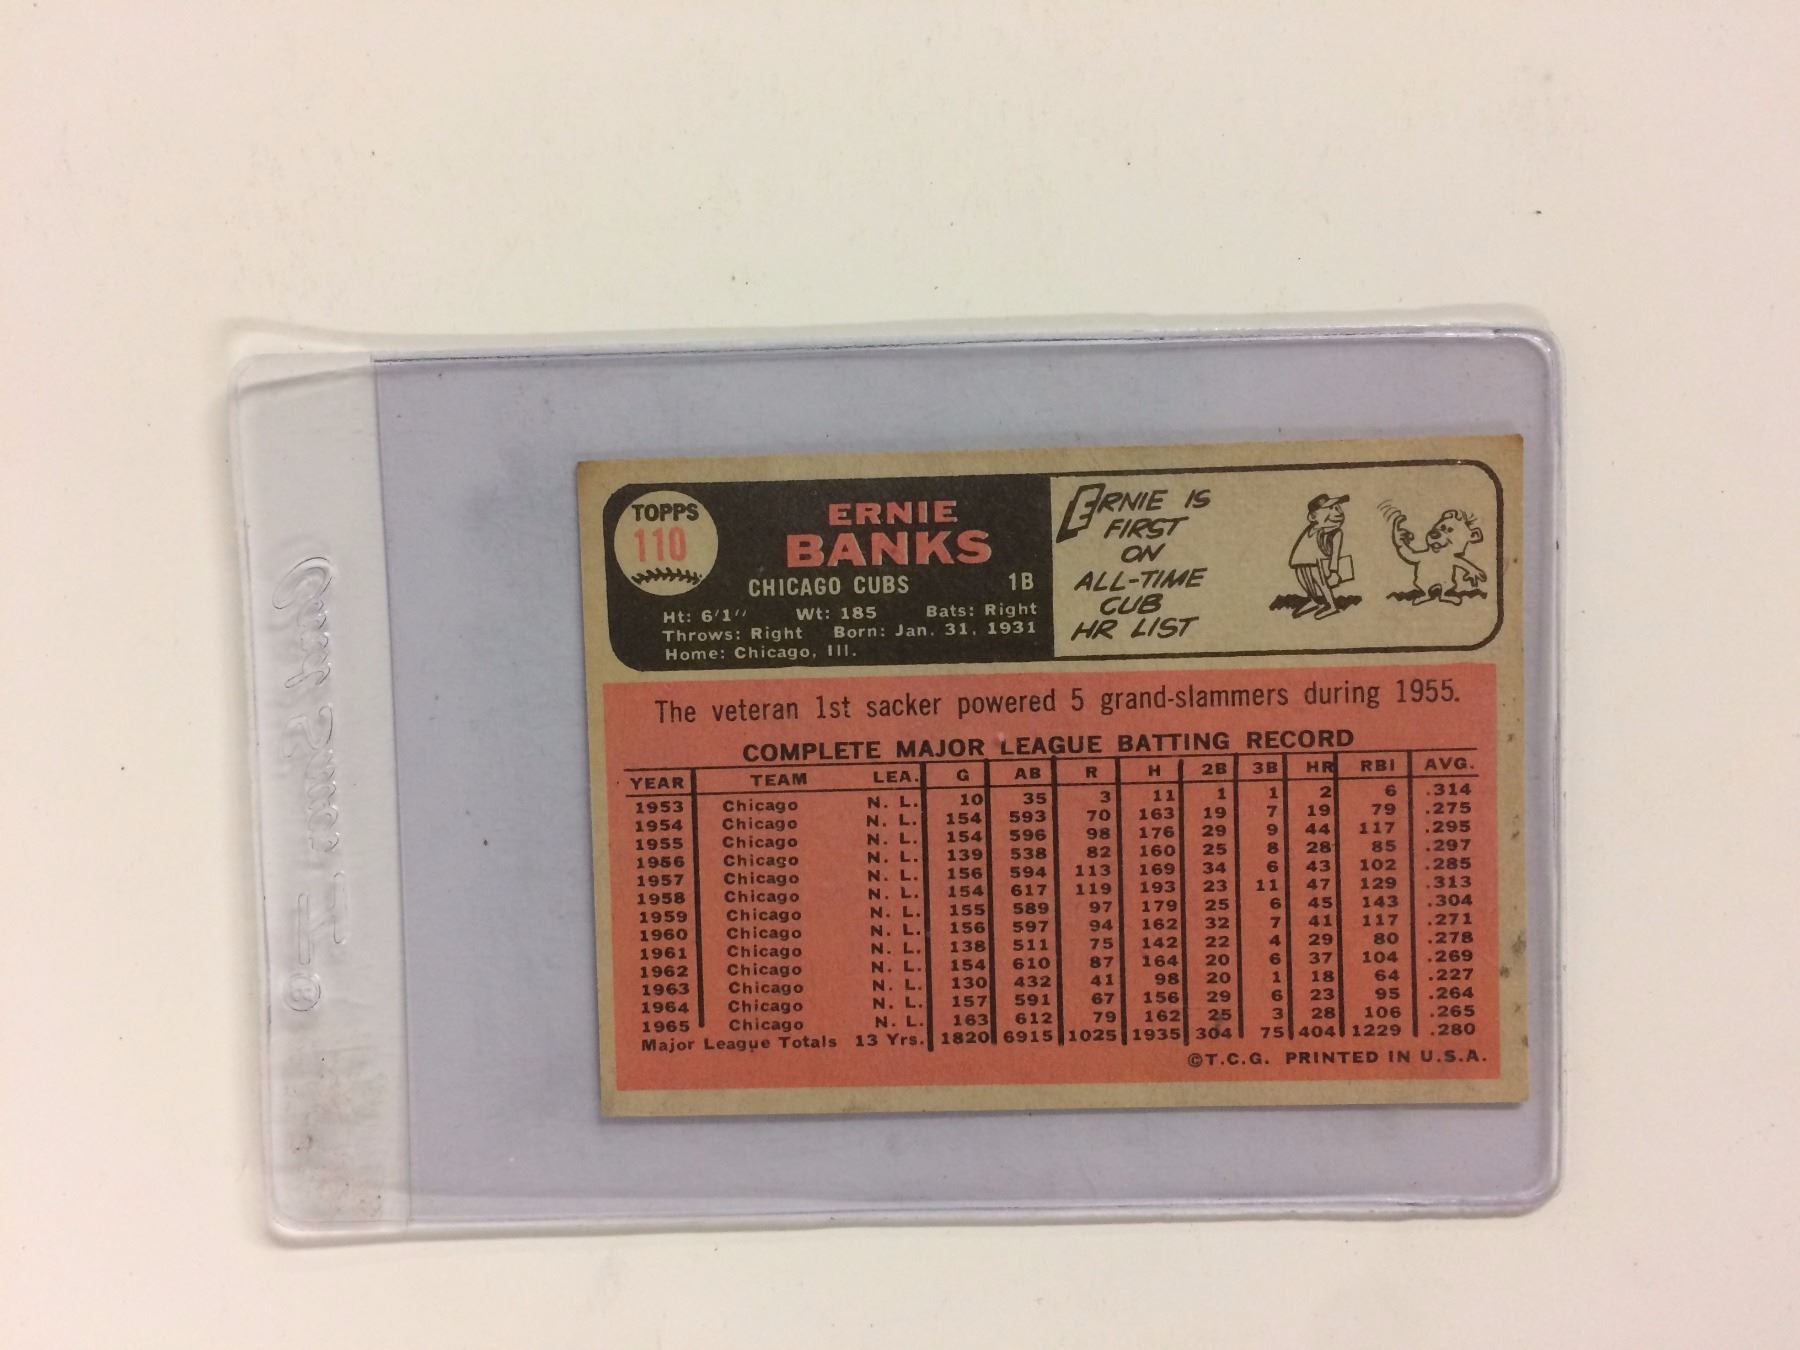 TOPPS
110
ERNIE
BANKS
CHICAGO CUBS 1B
Ht: 6'1" Wt: 185 Bats: Right
Throws: Right Born: Jan. 31, 1931
Home: Chicago, Ill.
ERNIE IS
FIRST
ON
ALL-TIME
CUB
HR LIST
The veteran 1st sacker powered 5 grand-slammers during 1955.
COMPLETE MAJOR LEAGUE BATTING RECORD
YEAR TEAM LEA. G AB R H 2B 3B HR RBI AVG.
1953 Chicago N. L. 10 35 3 11 1 1 2 6 .314
1954 Chicago N. L. 154 593 70 163 19 7 19 79 .275
1955 Chicago N. L. 154 596 98 176 29 9 44 117 .295
1956 Chicago N. L. 139 538 82 160 25 8 28 85 .297
1957 Chicago N. L. 156 594 113 169 34 6 43 102 .285
1958 Chicago N. L. 154 617 119 193 23 11 47 129 .313
1959 Chicago N. L. 155 589 97 179 25 6 45 143 .304
1960 Chicago N. L. 156 597 94 162 32 7 41 117 .271
1961 Chicago N. L. 138 511 75 142 22 4 29 80 .278
1962 Chicago N. L. 154 610 87 164 20 6 37 104 .269
1963 Chicago N. L. 130 432 41 98 20 1 18 64 .227
1964 Chicago N. L. 157 591 67 156 29 6 23 95 .264
1965 Chicago N. L. 163 612 79 162 25 3 28 106 .265
Major League Totals 13 Yrs. 1820 6915 1025 1935 304 75 404 1229 .280
©T.C.G. PRINTED IN U.S.A.
Card Saver I ®